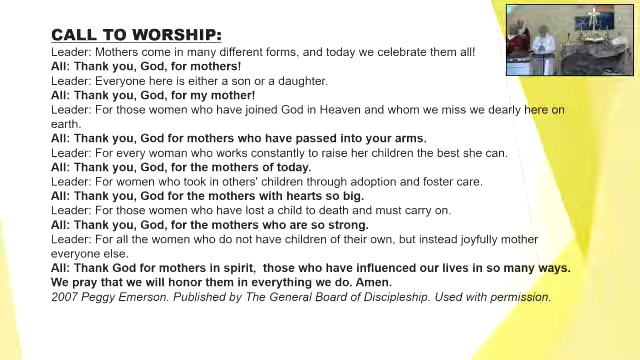 CALL TO WORSHIP:
Leader: Mothers come in many different forms, and today we celebrate them all!
All: Thank you, God, for mothers!
Leader: Everyone here is either a son or a daughter.
All: Thank you, God, for my mother!
Leader: For those women who have joined God in Heaven and whom we miss we dearly here on
earth.
All: Thank you, God for mothers who have passed into your arms.
Leader: For every woman who works constantly to raise her children the best she can.
All: Thank you, God, for the mothers of today.
Leader: For women who took in others' children through adoption and foster care.
All: Thank you, God for the mothers with hearts so big.
Leader: For those women who have lost a child to death and must carry on.
All: Thank you, God, for the mothers who are so strong.
Leader: For all the women who do not have children of their own, but instead joyfully mother
everyone else.
All: Thank God for mothers in spirit,  those who have influenced our lives in so many ways.
We pray that we will honor them in everything we do. Amen.
2007 Peggy Emerson. Published by The General Board of Discipleship. Used with permission.